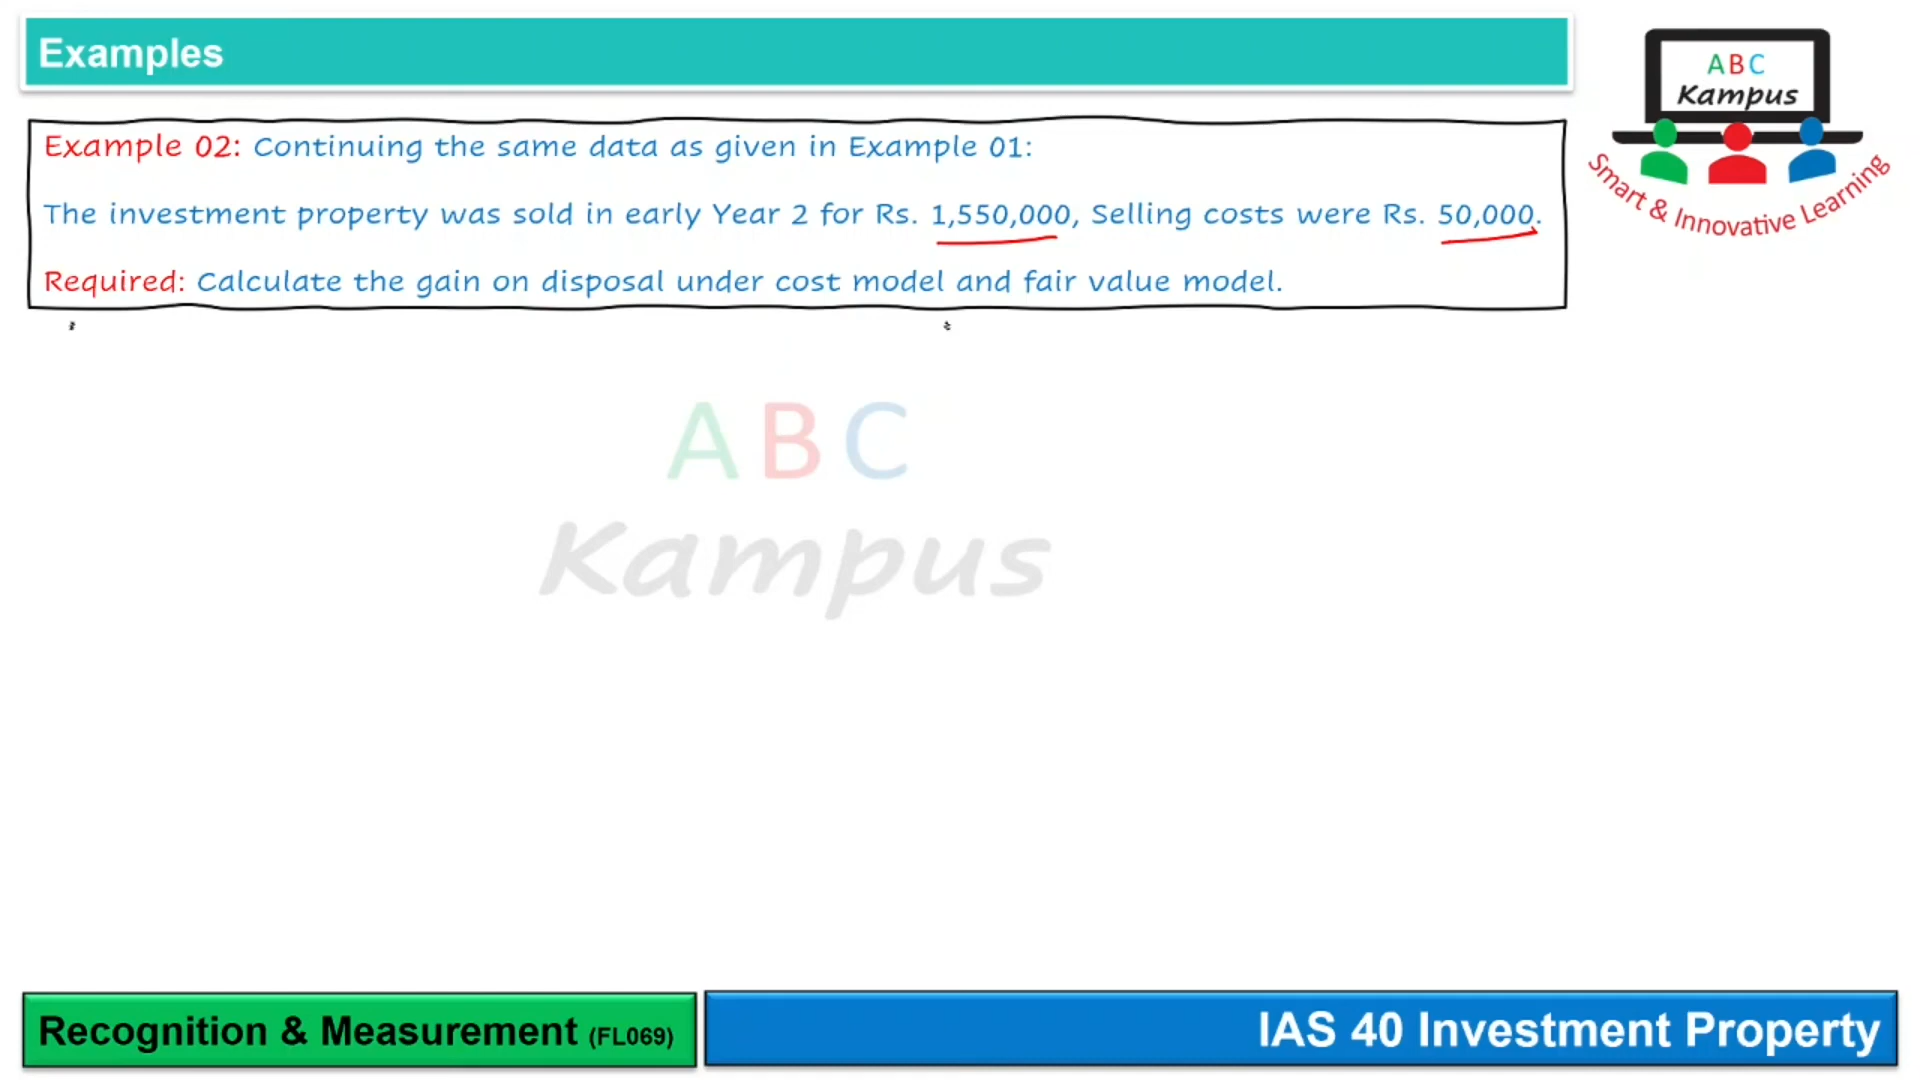 Examples
ABC
Kampus
Smart & Innovative Learning
Example 02: Continuing the same data as given in Example 01:
The investment property was sold in early Year 2 for Rs. 1,550,000, Selling costs were Rs. 50,000.
Required: Calculate the gain on disposal under cost model and fair value model.
ABC
Kampus
Recognition & Measurement (FL069)
IAS 40 Investment Property